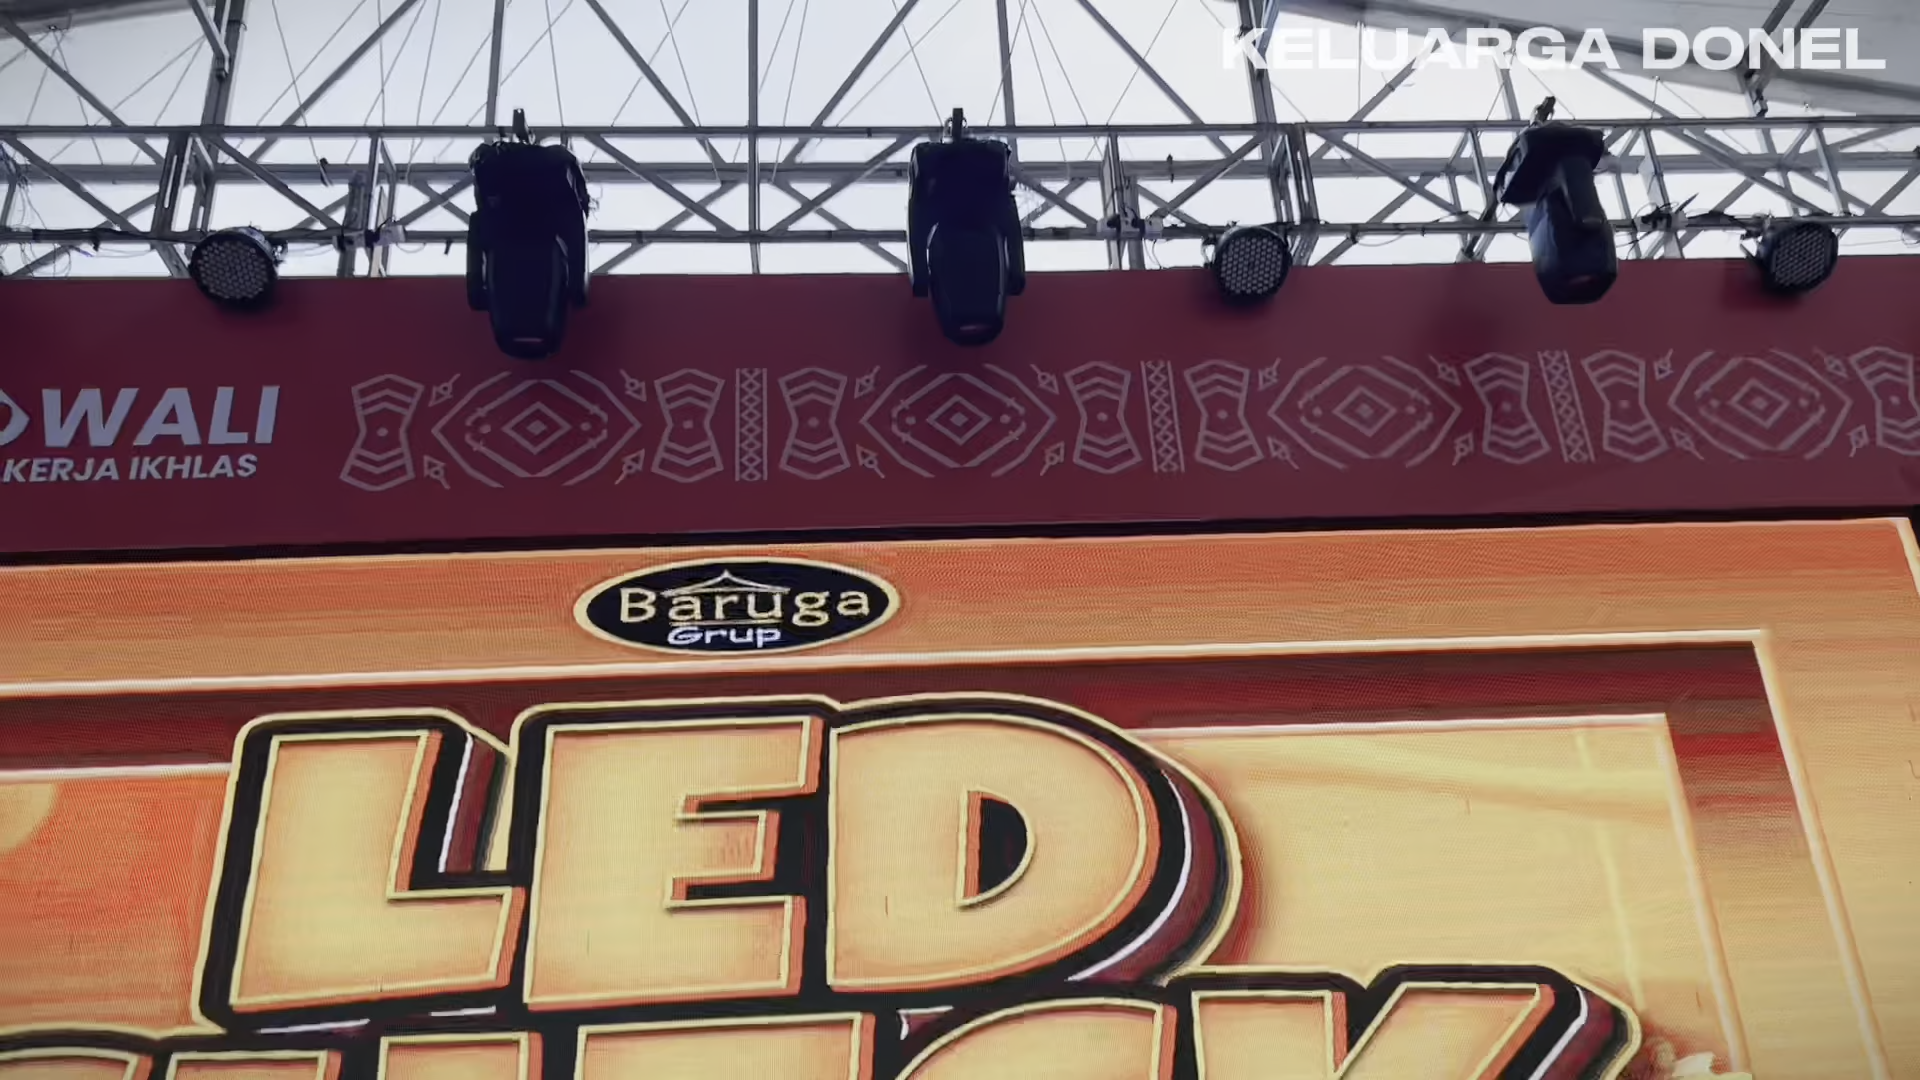 KELUARGA DONEL
WALI
KERJA IKHLAS
Baruga
Grup
LED